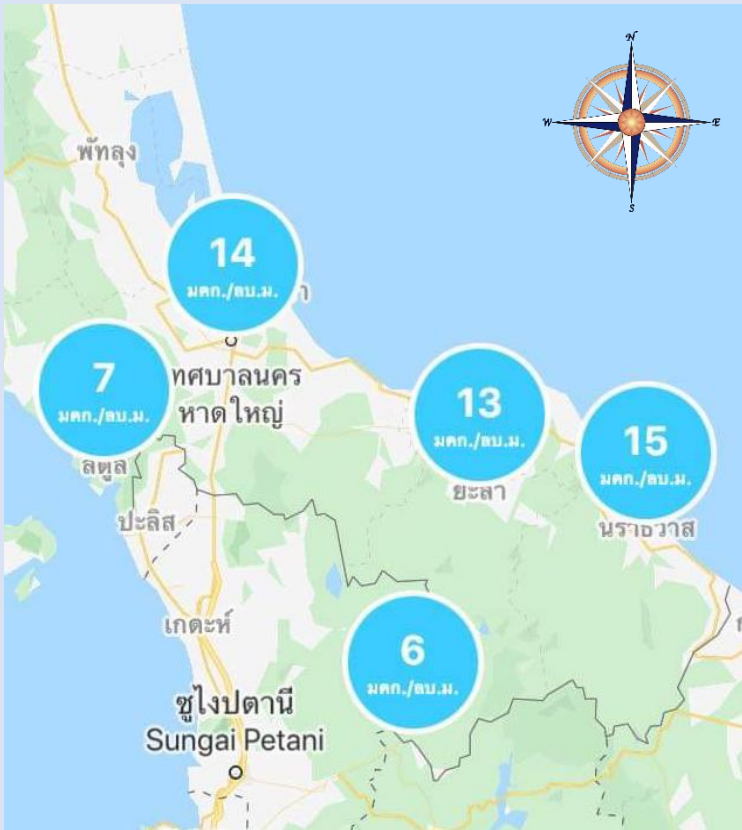 N
W
E
S
พัทลุง
14
มคก./ลบ.ม.
า
7
มคก./ลบ.ม.
ทศบาลนคร
หาดใหญ่
13
มคก./ลบ.ม.
15
มคก./ลบ.ม.
สตูล
ยะลา
ปะลิส
นราธิวาส
เกดะห์
6
มคก./ลบ.ม.
ซูไงปตานี
Sungai Petani